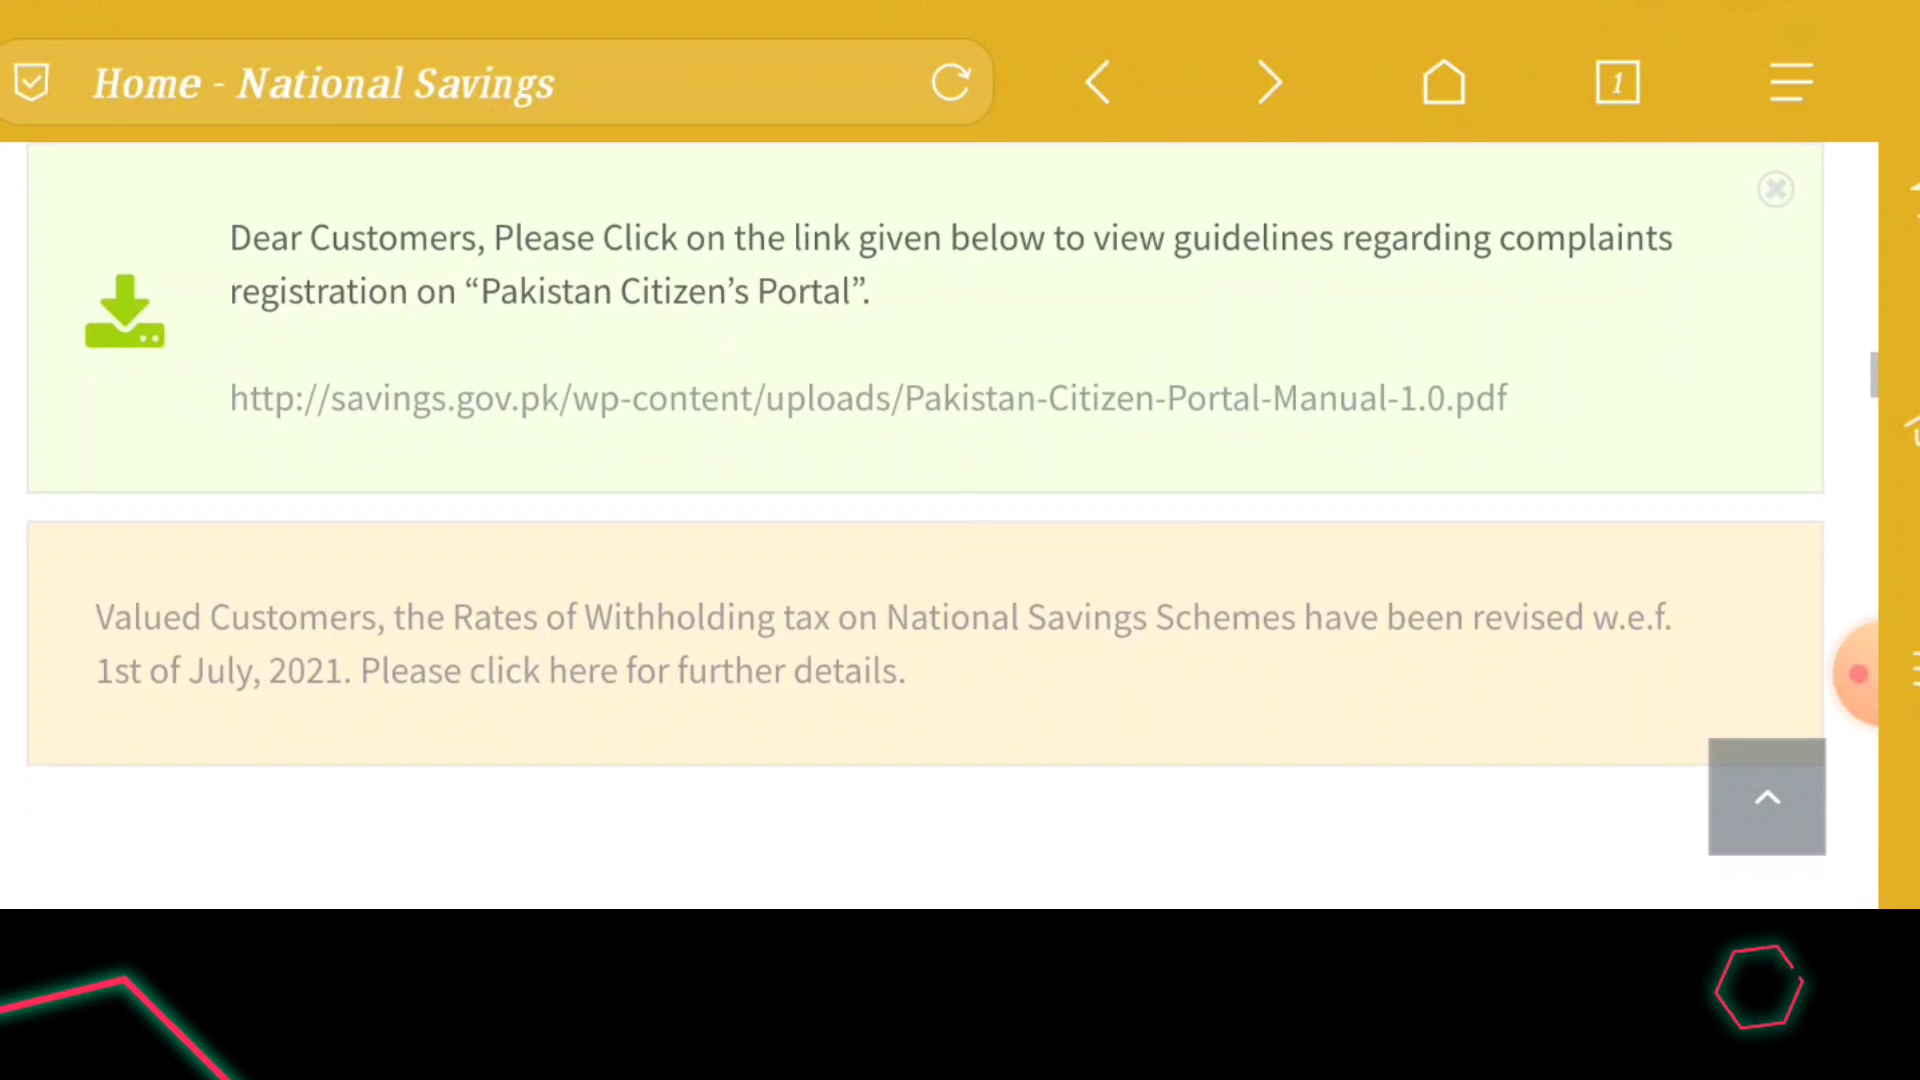 Home - National Savings
1
Dear Customers, Please Click on the link given below to view guidelines regarding complaints
registration on “Pakistan Citizen’s Portal”.
http://savings.gov.pk/wp-content/uploads/Pakistan-Citizen-Portal-Manual-1.0.pdf
Valued Customers, the Rates of Withholding tax on National Savings Schemes have been revised w.e.f.
1st of July, 2021. Please click here for further details.